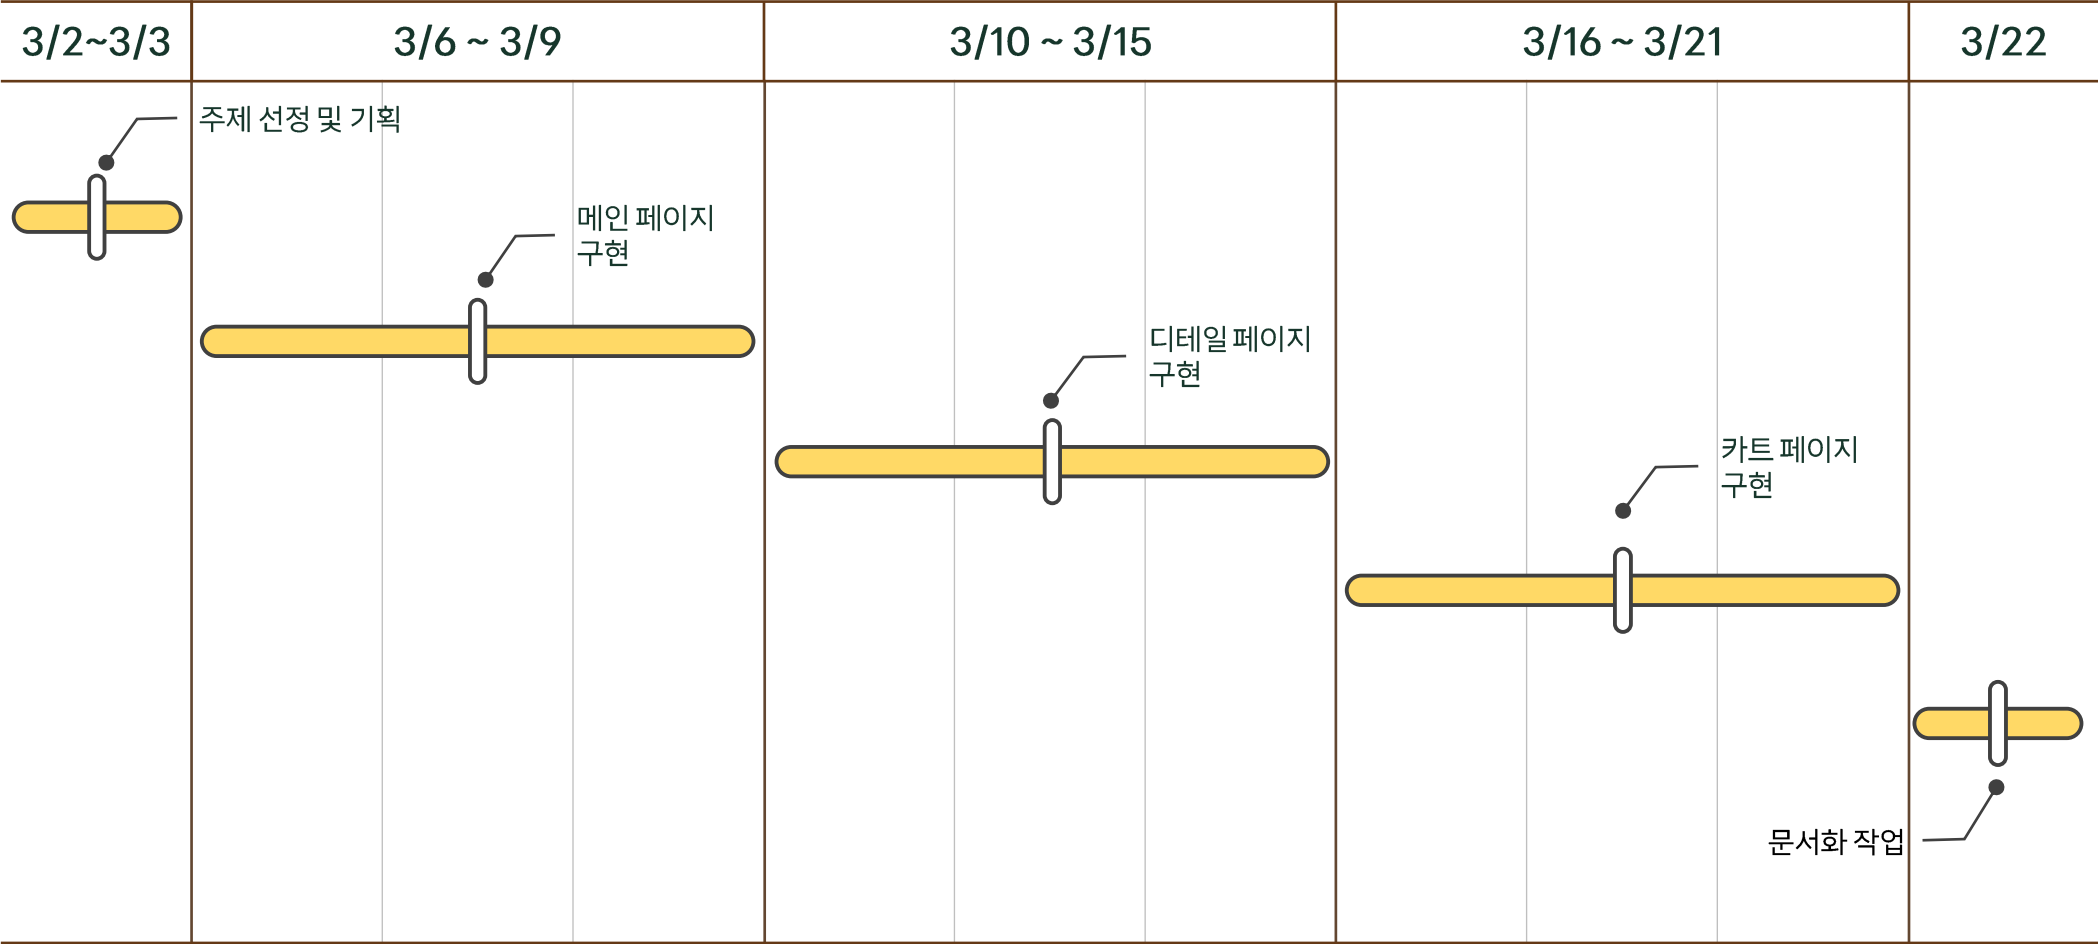 3/2~3/3
3/6 ~ 3/9
3/10 ~ 3/15
3/16 ~ 3/21
3/22
주제 선정 및 기획
메인 페이지
구현
디테일 페이지
구현
카트 페이지
구현
문서화 작업